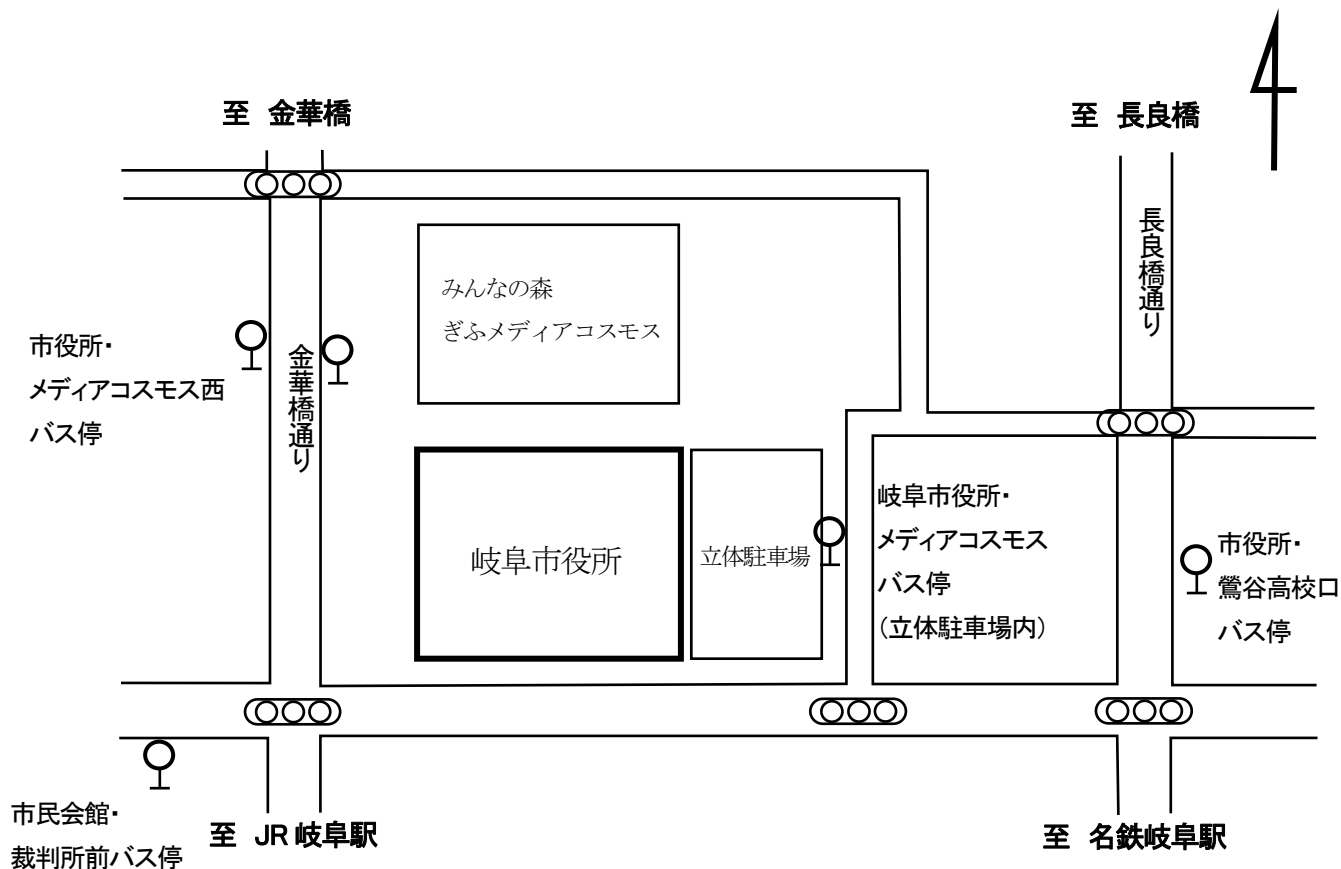 至 金華橋
至 長良橋
長良橋通り
みんなの森
ぎふメディアコスモス
市役所・
メディアコスモス西
バス停
金華橋通り
岐阜市役所
立体駐車場
岐阜市役所・
メディアコスモス
バス停
（立体駐車場内）
市役所・
鶯谷高校口
バス停
市民会館・
裁判所前バス停
至 JR岐阜駅
至 名鉄岐阜駅